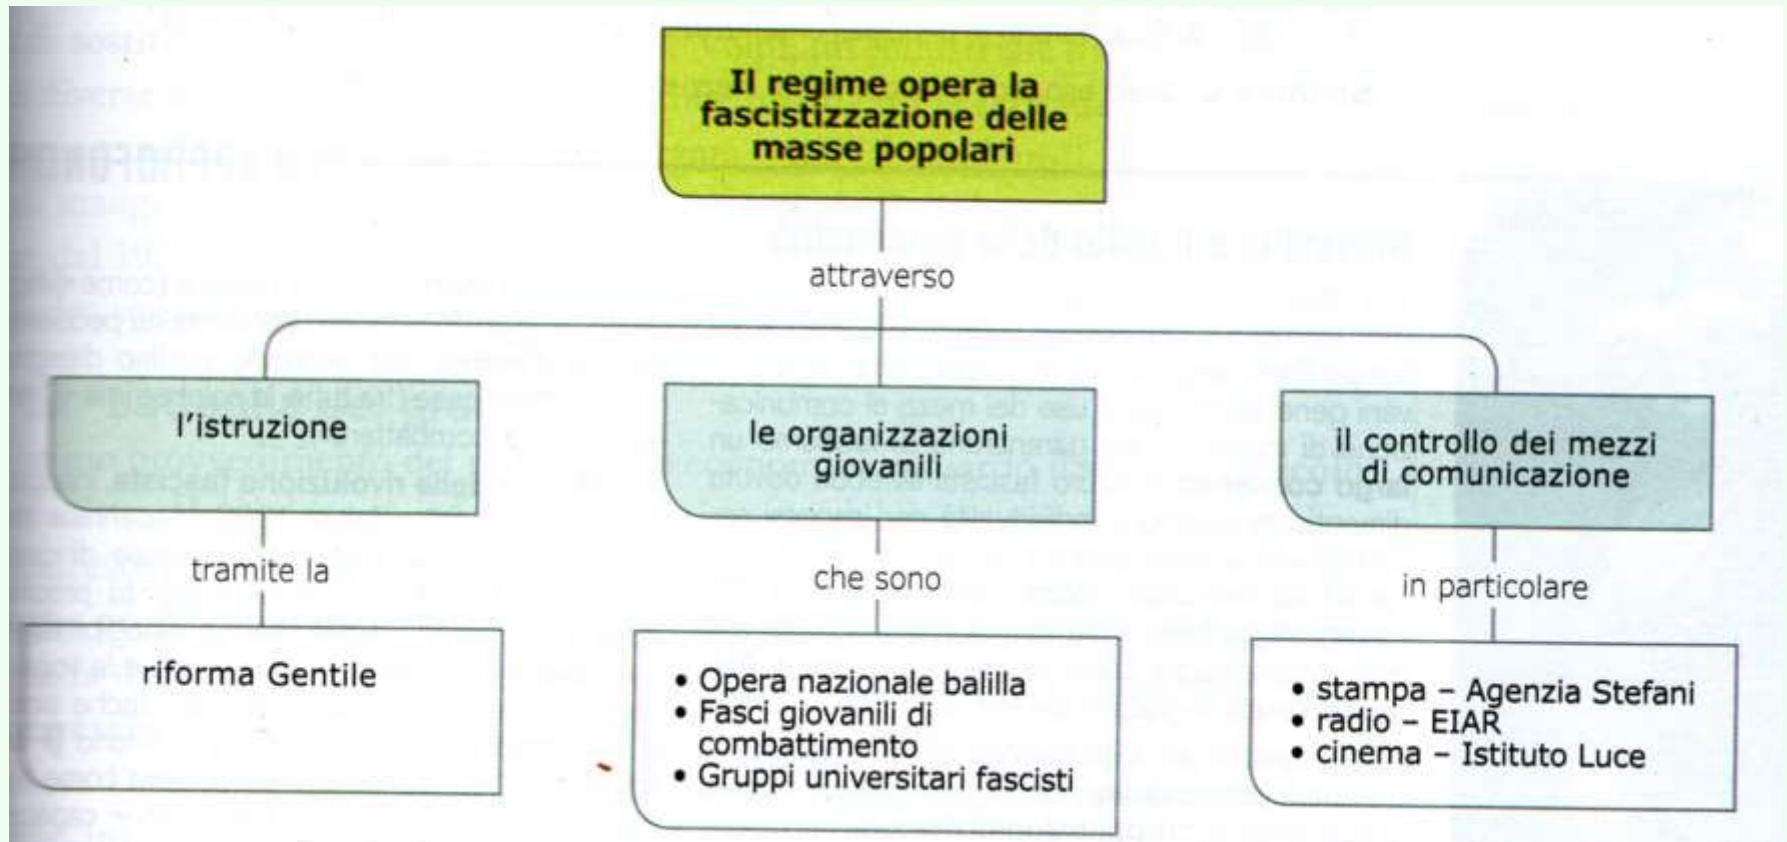 Il regime opera la
fascistizzazione delle
masse popolari
attraverso
l'istruzione
tramite la
riforma Gentile
le organizzazioni
giovanili
che sono
• Opera nazionale balilla
• Fasci giovanili di
combattimento
• Gruppi universitari fascisti
il controllo dei mezzi
di comunicazione
in particolare
• stampa – Agenzia Stefani
• radio – EIAR
• cinema – Istituto Luce